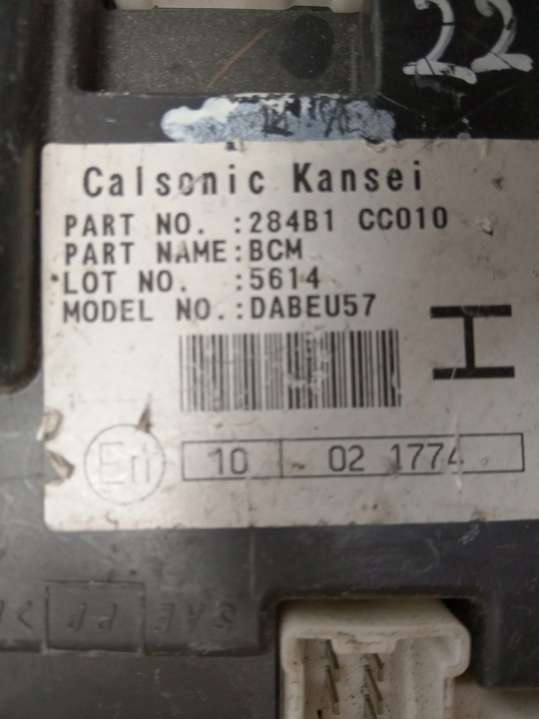 22
Calsonic Kansei
PART NO. :284B1 CC010
PART NAME:BCM
LOT NO. :5614
MODEL NO.:DABEU57
H
10 02 1774
PP